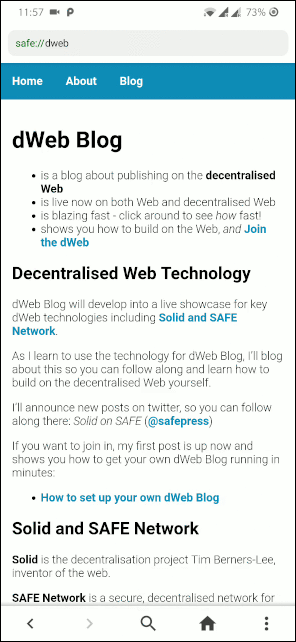 11:57 P 73%
safe://dweb
Home About Blog
dWeb Blog
is a blog about publishing on the decentralised
Web
is live now on both Web and decentralised Web
is blazing fast - click around to see how fast!
shows you how to build on the Web, and Join
the dWeb
Decentralised Web Technology
dWeb Blog will develop into a live showcase for key
dWeb technologies including Solid and SAFE
Network.
As I learn to use the technology for dWeb Blog, I'll
blog about this so you can follow along and learn how to
build on the decentralised Web yourself.
I'll announce new posts on twitter, so you can follow
along there: Solid on SAFE (@safepress)
If you want to join in, my first post is up now and
shows you how to get your own dWeb Blog running in
minutes:
How to set up your own dWeb Blog
Solid and SAFE Network
Solid is the decentralisation project Tim Berners-Lee,
inventor of the web.
SAFE Network is a secure, decentralised network for